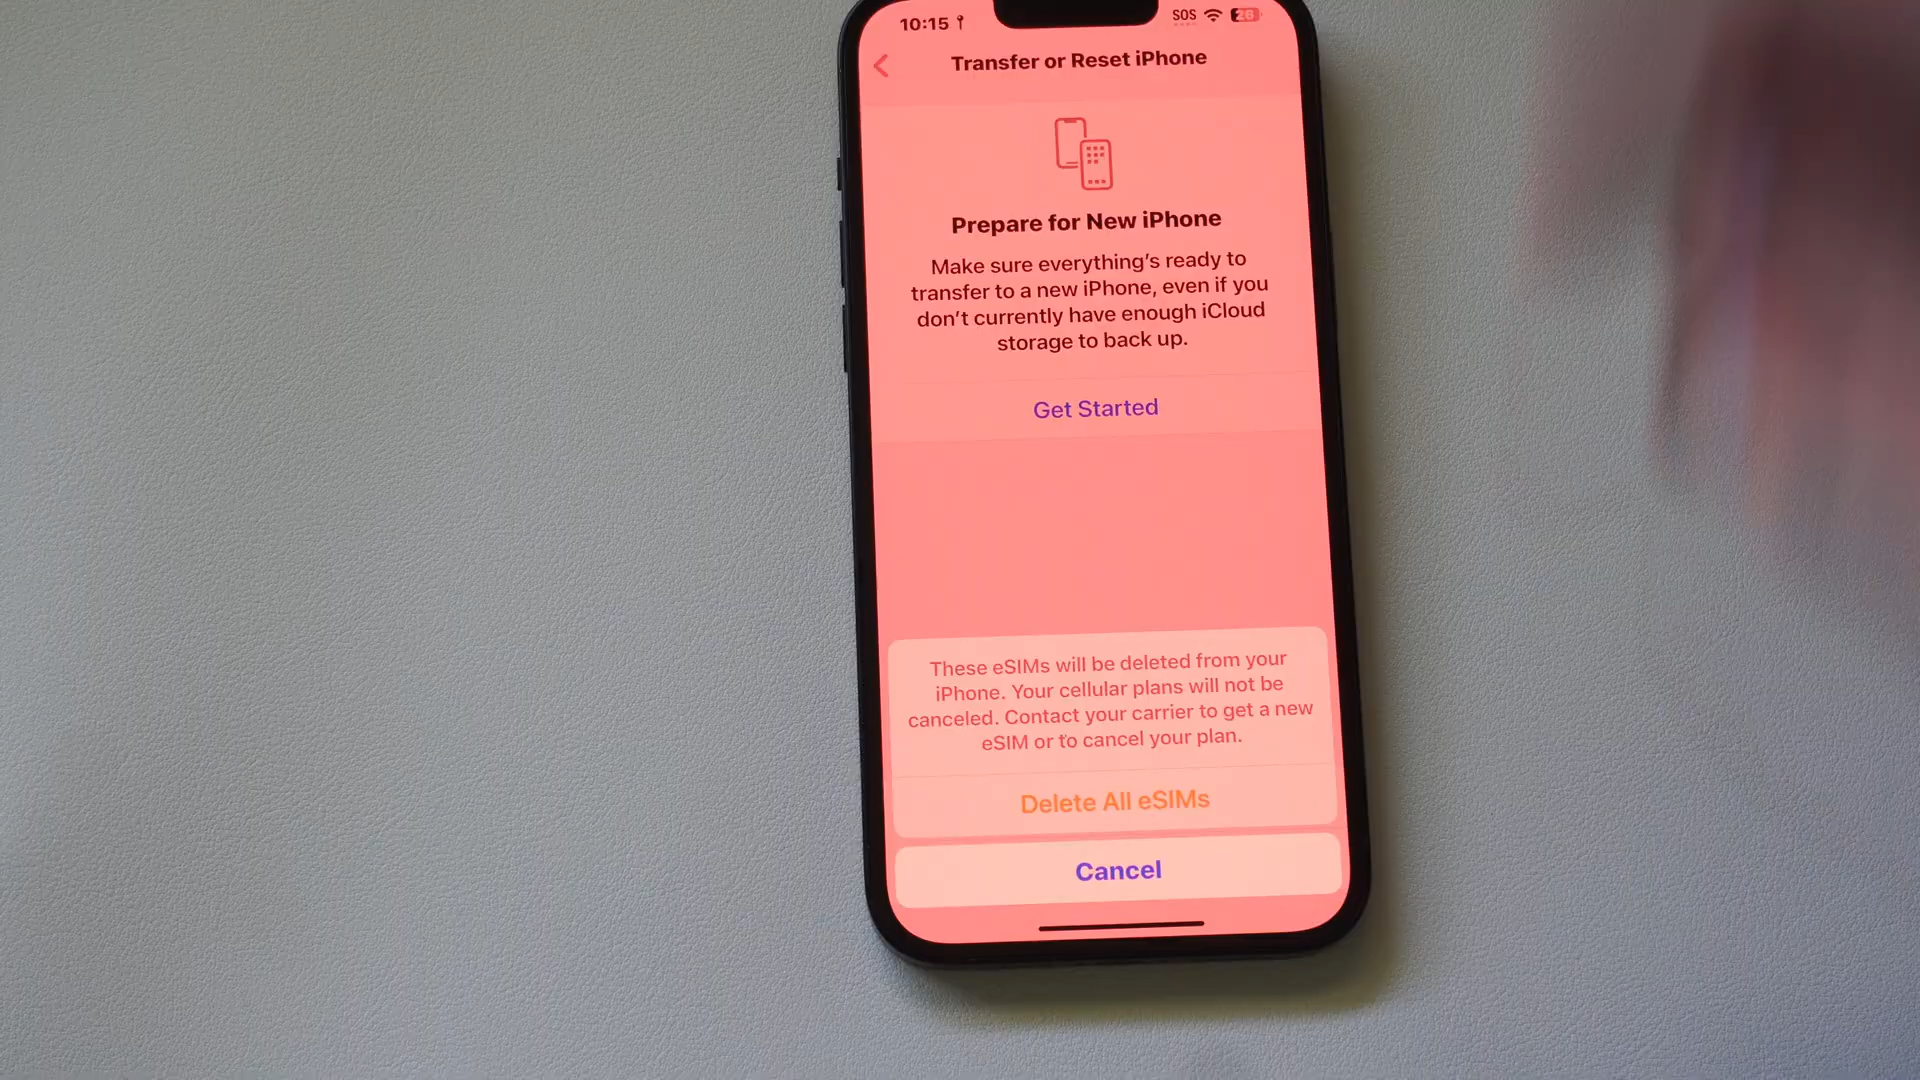 10:15
SOS 26
Transfer or Reset iPhone
Prepare for New iPhone
Make sure everything’s ready to
transfer to a new iPhone, even if you
don’t currently have enough iCloud
storage to back up.
Get Started
These eSIMs will be deleted from your
iPhone. Your cellular plans will not be
canceled. Contact your carrier to get a new
eSIM or to cancel your plan.
Delete All eSIMs
Cancel